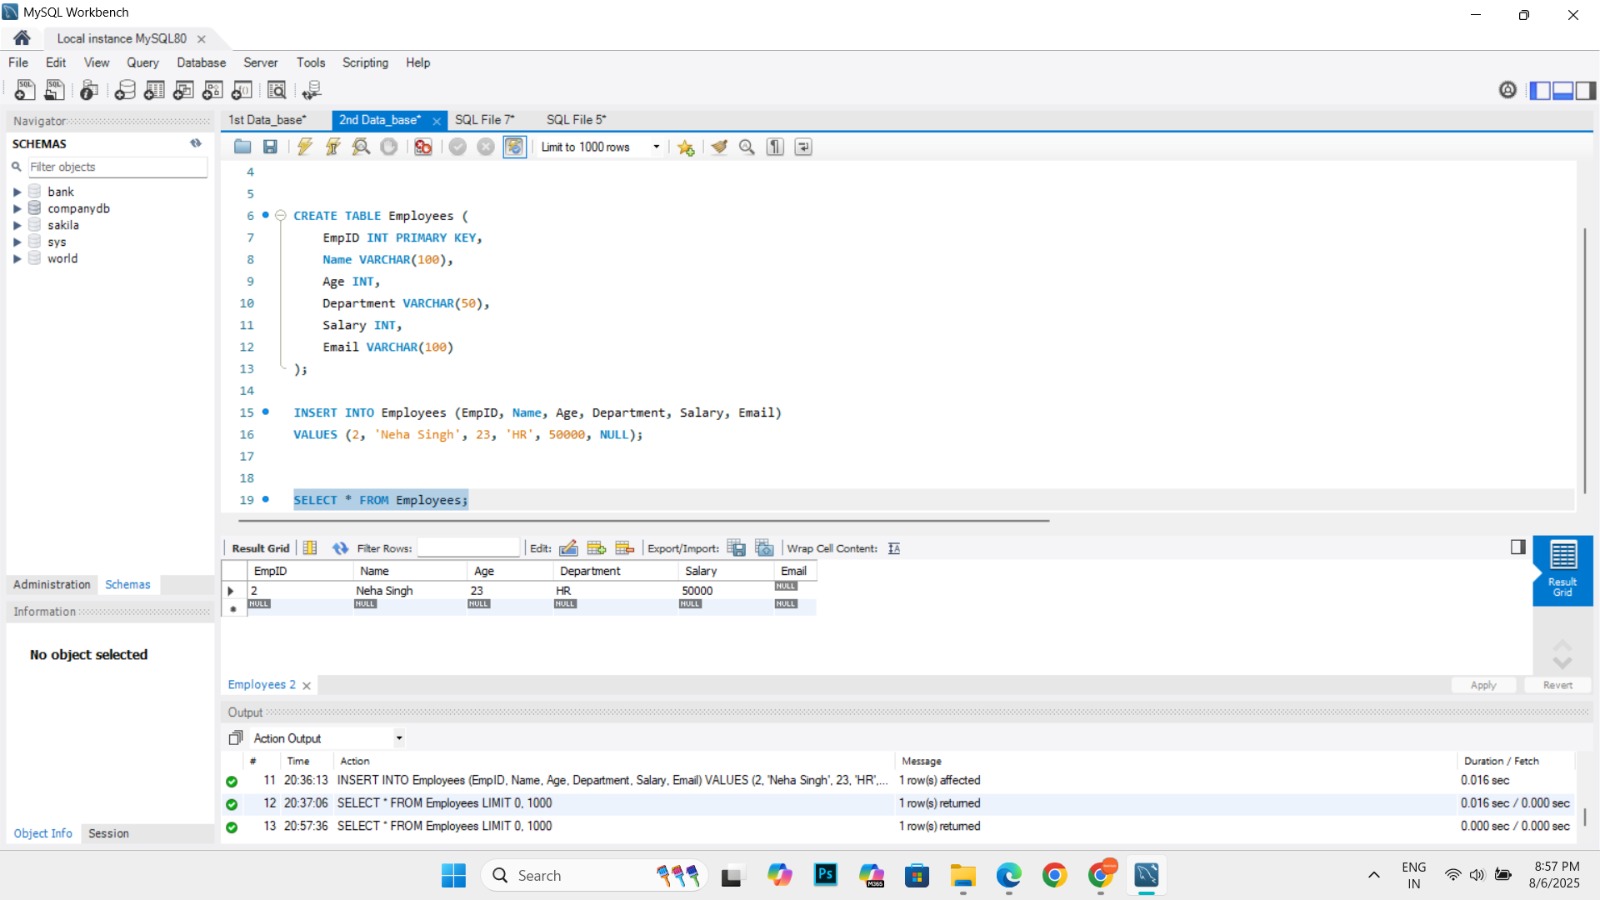 MySQL Workbench
Local instance MySQL80
File Edit View Query Database Server Tools Scripting Help
Navigator
SCHEMAS
Filter objects
bank
companydb
sakila
sys
world
Administration Schemas
Information
No object selected
Object Info Session
1st Data_base* 2nd Data_base* SQL File 7* SQL File 5*
Limit to 1000 rows
4
5
6 CREATE TABLE Employees (
7 EmpID INT PRIMARY KEY,
8 Name VARCHAR(100),
9 Age INT,
10 Department VARCHAR(50),
11 Salary INT,
12 Email VARCHAR(100)
13 );
14
15 INSERT INTO Employees (EmpID, Name, Age, Department, Salary, Email)
16 VALUES (2, 'Neha Singh', 23, 'HR', 50000, NULL);
17
18
19 SELECT * FROM Employees;
Result Grid Filter Rows: Edit: Export/Import: Wrap Cell Content: IA
EmpID Name Age Department Salary Email
2 Neha Singh 23 HR 50000 NULL
NULL NULL NULL NULL NULL NULL
Result
Grid
Employees 2 Apply Revert
Output
Action Output
# Time Action Message Duration / Fetch
11 20:36:13 INSERT INTO Employees (EmpID, Name, Age, Department, Salary, Email) VALUES (2, 'Neha Singh', 23, 'HR',... 1 row(s) affected 0.016 sec
12 20:37:06 SELECT * FROM Employees LIMIT 0, 1000 1 row(s) returned 0.016 sec / 0.000 sec
13 20:57:36 SELECT * FROM Employees LIMIT 0, 1000 1 row(s) returned 0.000 sec / 0.000 sec
Search
Ps
M365
ENG
IN
8:57 PM
8/6/2025